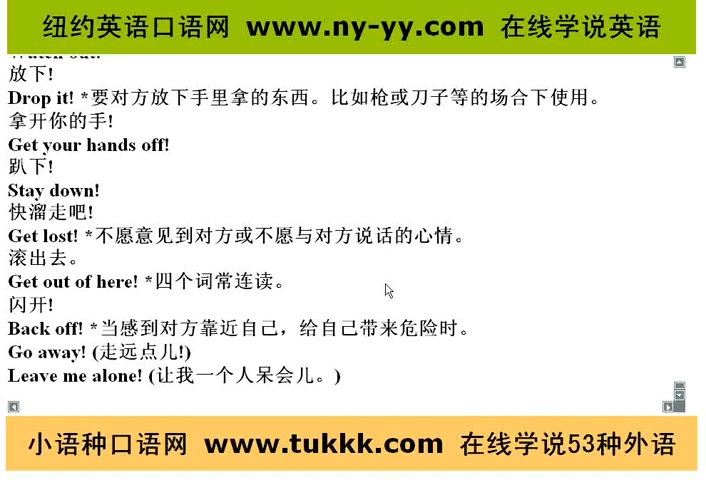 纽约英语口语网 www.ny-yy.com 在线学说英语
Watch out!
放下!
Drop it! *要对方放下手里拿的东西。比如枪或刀子等的场合下使用。
拿开你的手!
Get your hands off!
趴下!
Stay down!
快溜走吧!
Get lost! *不愿意见到对方或不愿与对方说话的心情。
滚出去。
Get out of here! *四个词常连读。
闪开!
Back off! *当感到对方靠近自己，给自己带来危险时。
Go away! (走远点儿!)
Leave me alone! (让我一个人呆会儿。)
小语种口语网 www.tukkk.com 在线学说53种外语